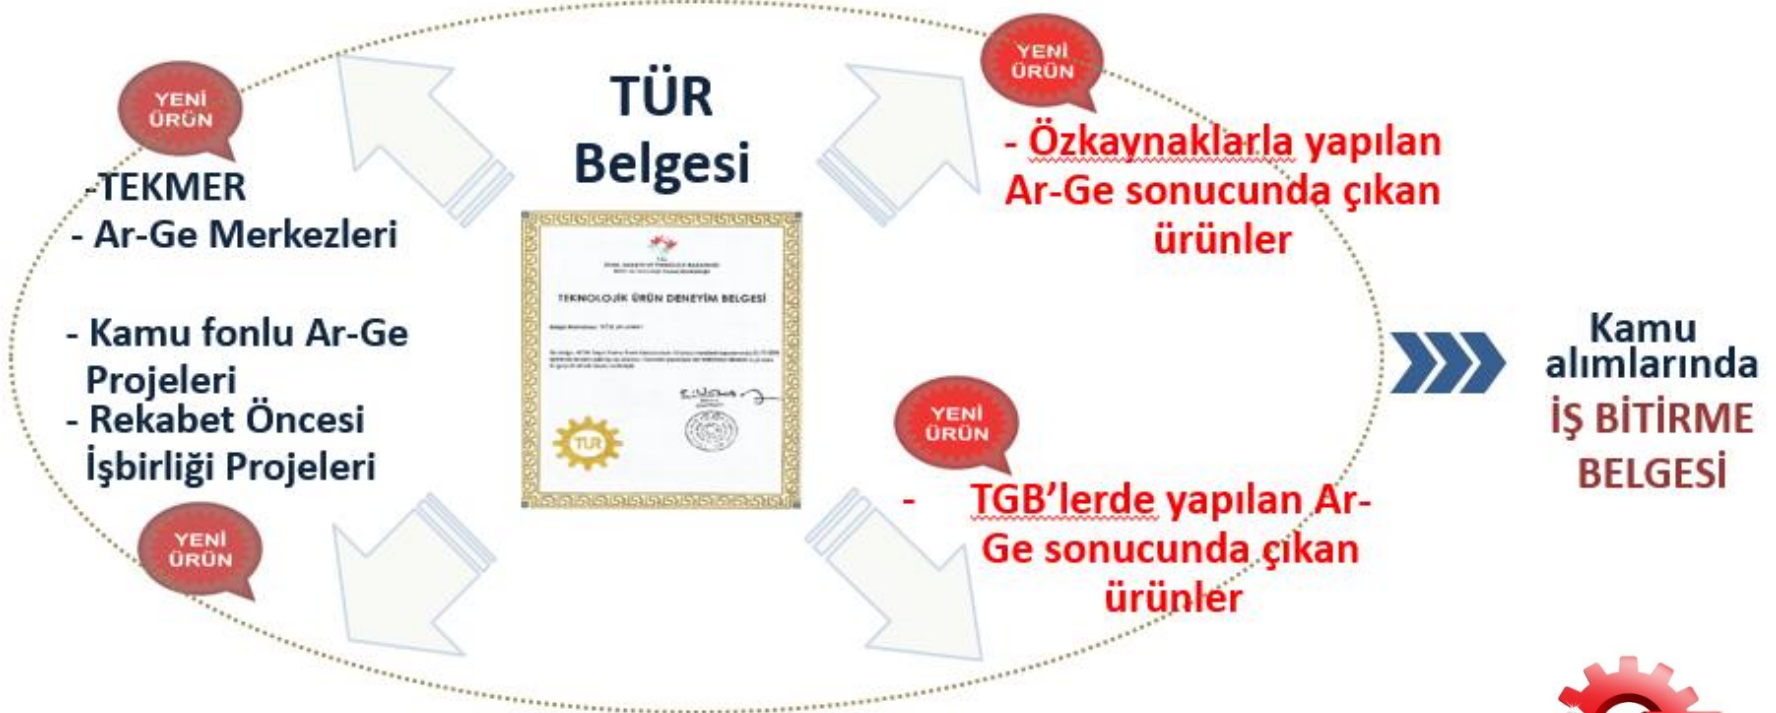 YENİ
ÜRÜN
-TEKMER
- Ar-Ge Merkezleri
- Kamu fonlu Ar-Ge
Projeleri
- Rekabet Öncesi
İşbirliği Projeleri
YENİ
ÜRÜN
TÜR
Belgesi
T.C.
TEKNOLOJİK ÜRÜN DENEYİM BELGESİ
TUR
YENİ
ÜRÜN
- Özkaynaklarla yapılan
Ar-Ge sonucunda çıkan
ürünler
YENİ
ÜRÜN
- TGB’lerde yapılan Ar-
Ge sonucunda çıkan
ürünler
Kamu
alımlarında
İŞ BİTİRME
BELGESİ